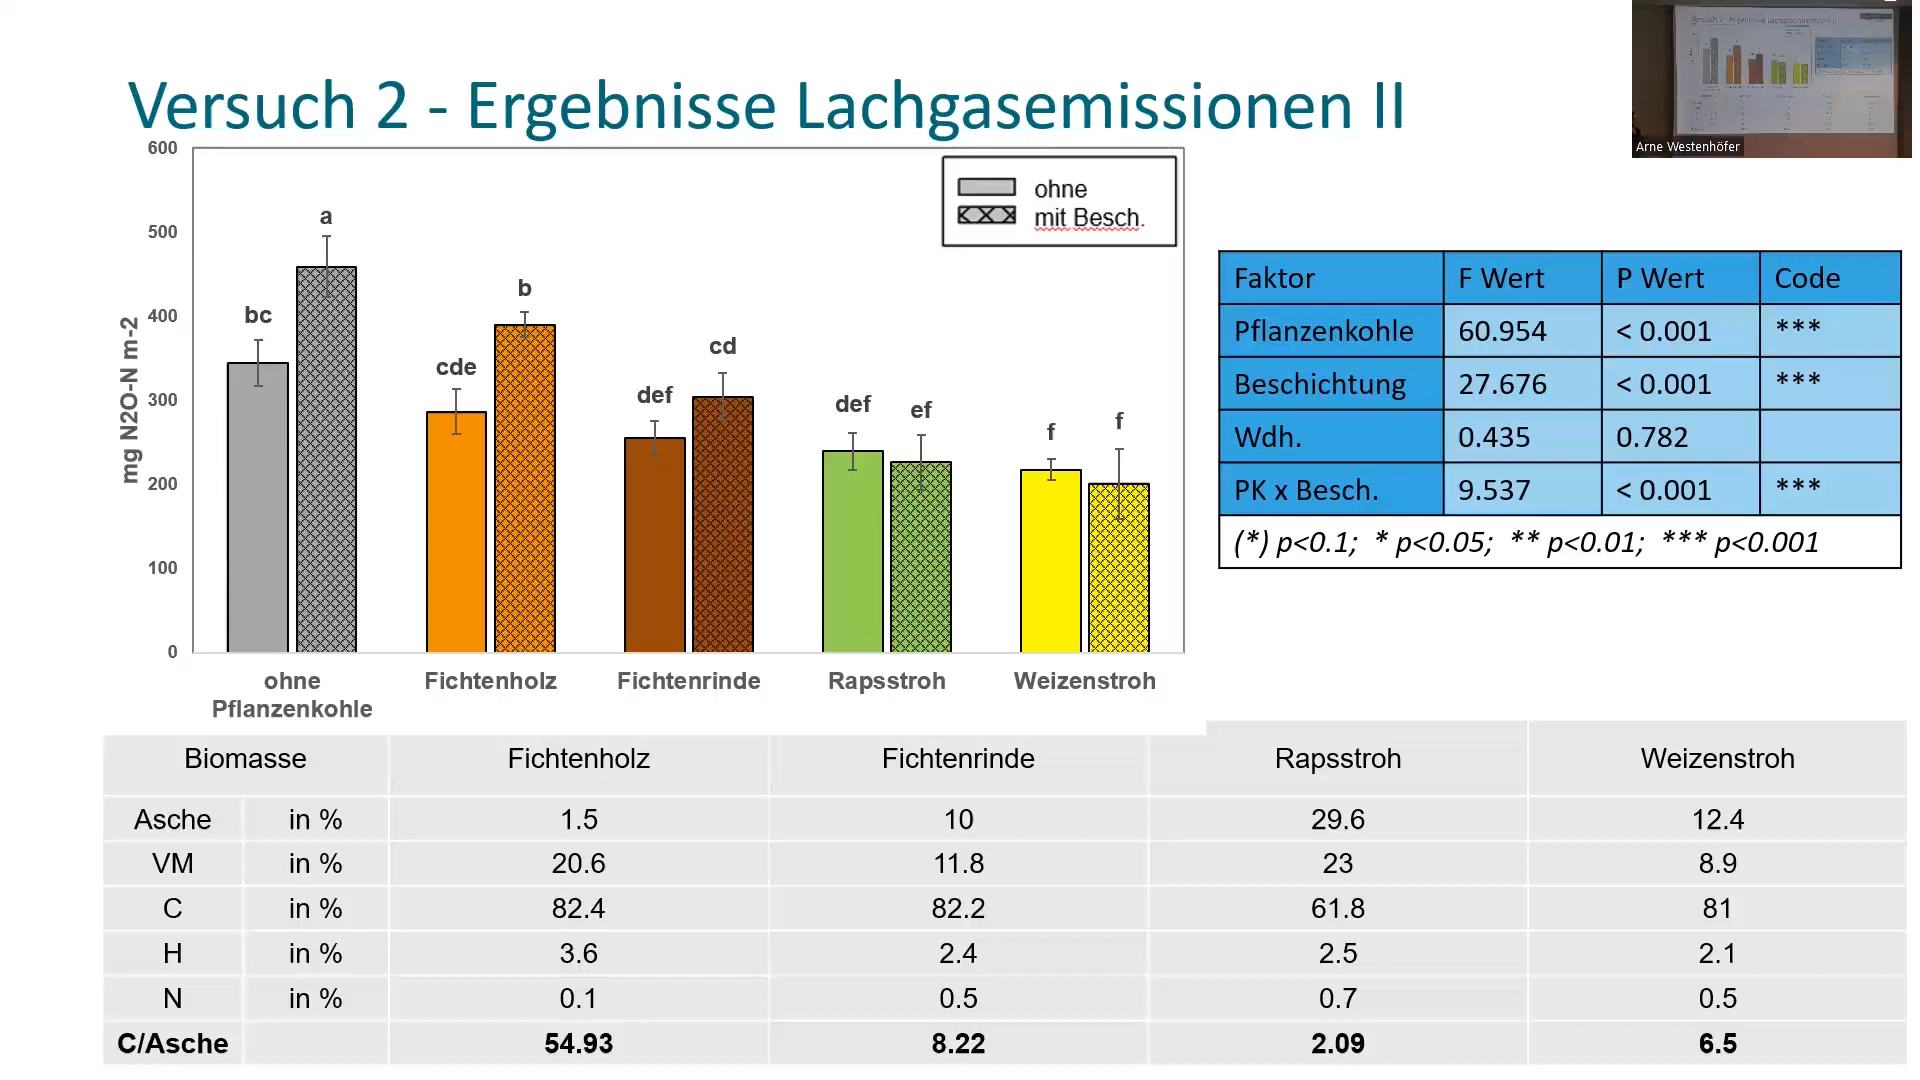 Versuch 2 - Ergebnisse Lachgasemissionen II
Arne Westenhöfer
mg N2O-N m-2
600
500
400
300
200
100
0
ohne
mit Besch.
bc
a
cde
b
def
cd
def
ef
f
f
ohne Pflanzenkohle
Fichtenholz
Fichtenrinde
Rapsstroh
Weizenstroh
Faktor F Wert P Wert Code
Pflanzenkohle 60.954 < 0.001 ***
Beschichtung 27.676 < 0.001 ***
Wdh. 0.435 0.782
PK x Besch. 9.537 < 0.001 ***
(*) p<0.1; * p<0.05; ** p<0.01; *** p<0.001
Biomasse Fichtenholz Fichtenrinde Rapsstroh Weizenstroh
Asche in % 1.5 10 29.6 12.4
VM in % 20.6 11.8 23 8.9
C in % 82.4 82.2 61.8 81
H in % 3.6 2.4 2.5 2.1
N in % 0.1 0.5 0.7 0.5
C/Asche 54.93 8.22 2.09 6.5